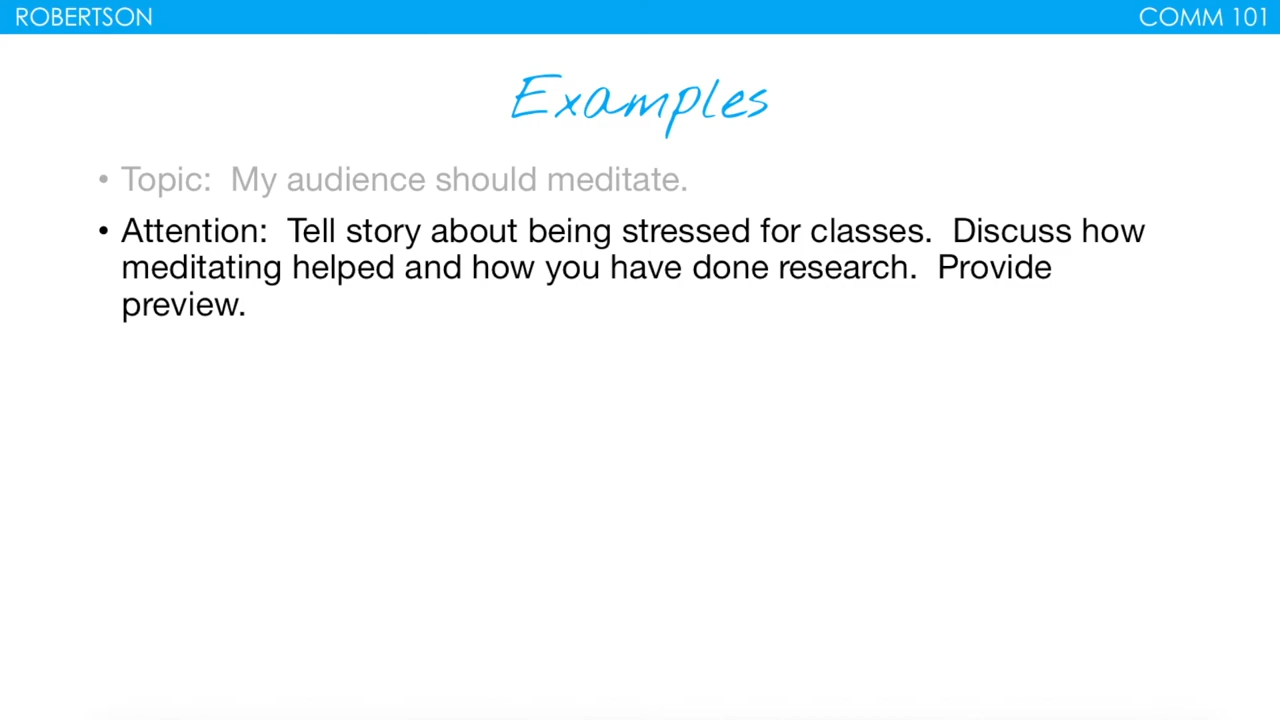 ROBERTSON
COMM 101
Examples
• Topic:  My audience should meditate.
• Attention:  Tell story about being stressed for classes.  Discuss how
meditating helped and how you have done research.  Provide
preview.